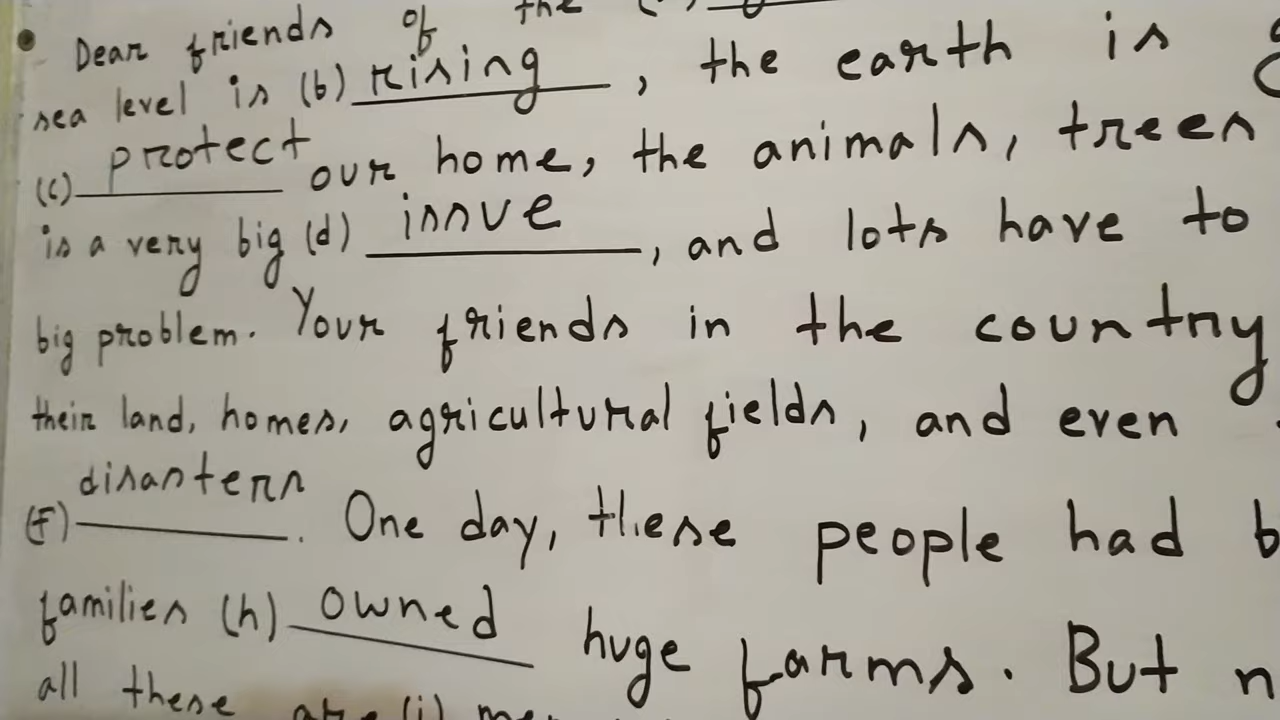 • Dear friends of the
sea level is (b) rising, the earth is
(c) protect our home, the animals, trees
is a very big (d) issue, and lots have to
big problem. Your friends in the country
their land, homes, agricultural fields, and even
(f) disasters. One day, these people had b
families (h) owned huge farms. But n
all these are (i)